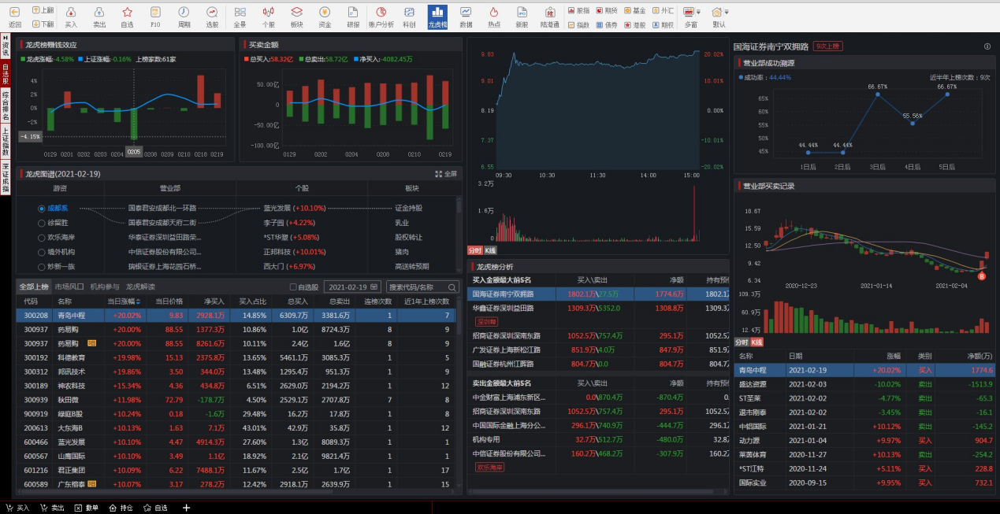 返回 上翻 下翻 买入 卖出 自选 F10 周期 选股 全景 个股 板块 资金 研报 账户分析 科创 龙虎榜 数据 热点 新股 陆港通 股指 期货 基金 外汇 指数 债券 港股 期权 多窗 默认
资讯
自选股
综合排名
上证指数
深证成指
龙虎榜赚钱效应
龙虎涨幅:-4.58% 上证涨幅:-0.16% 上榜家数:61家
4%
2%
0%
-2%
-4.15%
0129 0201 0202 0203 0204 0205 0208 0209 0210 0218 0219
买卖金额
总买入:58.32亿 总卖出:58.72亿 净买入:-4082.45万
50.00亿
0
-50.00亿
-100.00亿
0129 0202 0204 0208 0210 0219
龙虎图谱(2021-02-19) 全屏
游资 营业部 个股 板块
成都系 国泰君安成都北一环路 蓝光发展 (+10.10%) 证金持股
徐留胜 国泰君安成都天府二街 李子园 (+4.22%) 乳业
欢乐海岸 华泰证券深圳益田路荣... *ST华塑 (+5.08%) 股权转让
境外机构 中信证券股份有限公司... 正邦科技 (+10.01%) 猪肉
炒新一族 瑞银证券上海花园石桥... 西大门 (+6.97%) 高送转预期
全部上榜 市场风口 机构参与 龙虎解读 自选股 2021-02-19 搜索代码/名称
代码 名称 当日涨幅 当日价格 净买入 买入占比 总买入 总卖出 连榜次数 近1年上榜次数
300208 青岛中程 +20.02% 9.83 2928.1万 14.85% 6309.7万 3381.6万 1 7
300937 药易购 +20.00% 88.55 1377.3万 10.86% 1.0亿 8724.3万 8 9
300937 药易购 3日 +20.00% 88.55 8261.6万 10.11% 2.4亿 1.6亿 8 9
300192 科德教育 +19.98% 15.13 2375.8万 13.65% 5461.1万 3085.3万 1 5
300312 邦讯技术 +19.86% 3.50 344.0万 13.48% 1295.4万 951.3万 1 9
300189 神农科技 +15.34% 4.36 434.8万 6.51% 2629.0万 2194.2万 1 12
300939 秋田微 +11.98% 72.79 -178.7万 4.50% 2529.1万 2707.8万 7 8
900919 绿庭B股 +10.24% 0.18 -1.6万 29.48% 16.2万 17.8万 1 8
200613 大东海B +10.13% 1.63 7.1万 43.01% 42.9万 35.8万 1 12
600466 蓝光发展 +10.10% 4.47 4914.3万 27.60% 1.3亿 8089.3万 1 1
600567 山鹰国际 +10.10% 3.49 1.1亿 18.92% 2.1亿 9821.4万 1 1
601216 君正集团 +10.09% 6.22 7488.1万 11.67% 2.5亿 1.7亿 1 17
600589 广东榕泰 3日 +10.07% 3.17 278.2万 12.42% 2918.1万 2639.9万 1 15
9.83 20.02%
9.01 10.01%
8.19 0.00%
7.37 -10.01%
6.55 -20.02%
09:30 10:30 11:30 14:00 15:00
3.2万
1.6万
0
分时 K线
龙虎榜分析
买入金额最大前5名 买入\卖出 净额 持有预
国海证券南宁双拥路 1802.1万\27.5万 1774.6万 1802.1
华鑫证券深圳益田路 1309.3万\5352.0 1308.8万 1309.3
深圳帮
招商证券深圳深南东路 1052.5万\757.4万 295.1万 1052.5
广发证券上海新松江路 851.9万\4.0万 847.9万 851.9
国融证券杭州江晖路 804.7万\0.0 804.7万 804.7
卖出金额最大前5名 买入\卖出 净额 持有预
中金财富上海浦东新区... 0.0\870.4万 -870.4万 0.
招商证券深圳深南东路 1052.5万\757.4万 295.1万 1052.5
中国国际金融上海分公... 296.1万\740.9万 -444.7万 296.1
机构专用 32.7万\512.7万 -480.0万 32.8
中信证券股份有限公司... 160.2万\468.2万 -307.9万 160.2
欢乐海岸
国海证券南宁双拥路 9次上榜
营业部成功溯源
成功率：44.44% 近半年上榜次数：9次
65%
60%
55%
50%
45%
44.44% 44.44% 66.67% 55.56% 66.67%
1日后 2日后 3日后 4日后 5日后
营业部买卖记录
18.67
15.59
12.50
9.42
6.34
B
2020-12-23 2021-01-14 2021-02-04
109.3万
60.9万
12.4万
分时 K线
名称 日期 涨幅 类别 净额(万)
青岛中程 2021-02-19 +20.02% 买入 1774.6
盛达资源 2021-02-03 -10.02% 卖出 -1513.9
ST圣莱 2021-02-02 -4.77% 卖出 -65.3
退市刚泰 2021-02-02 -3.45% 卖出 -16.1
中铝国际 2021-01-21 +10.12% 卖出 -145.2
动力源 2021-01-04 +9.97% 买入 904.7
莱茵体育 2020-11-27 +10.13% 卖出 -254.2
*ST江特 2020-11-24 +5.11% 买入 228.8
国际实业 2020-09-15 +9.95% 买入 732.1
买入 卖出 撤单 持仓 自选